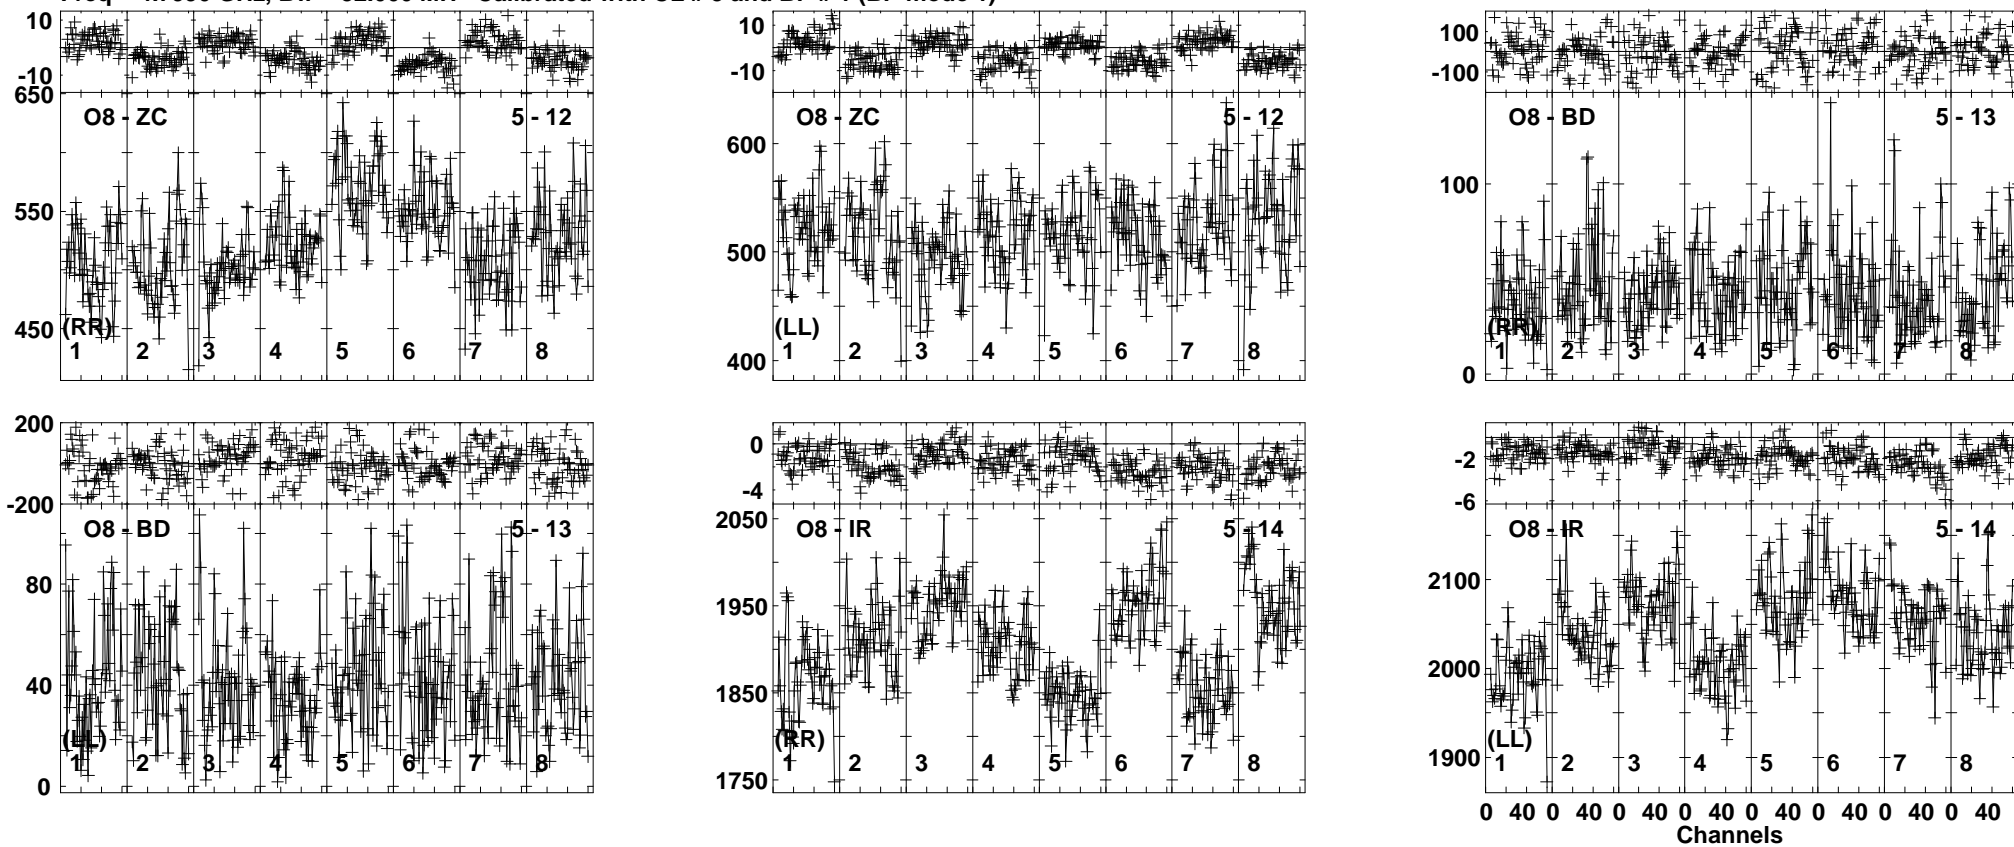 10
-10
650
O8 - ZC
5 - 12
550
450
(RR)
1 2 3 4 5 6 7 8
10
-10
O8 - ZC
5 - 12
600
500
400
(LL)
1 2 3 4 5 6 7 8
100
-100
O8 - BD
5 - 13
100
0
(RR)
1 2 3 4 5 6 7 8
200
-200
O8 - BD
5 - 13
80
40
0
(LL)
1 2 3 4 5 6 7 8
0
-4
2050
O8 - IR
5 - 14
1950
1850
1750
(RR)
1 2 3 4 5 6 7 8
-2
-6
O8 - IR
5 - 14
2100
2000
1900
(LL)
1 2 3 4 5 6 7 8
0 40 0 40 0 40 0 40 0 40 0 40 0 40 0 40
Channels